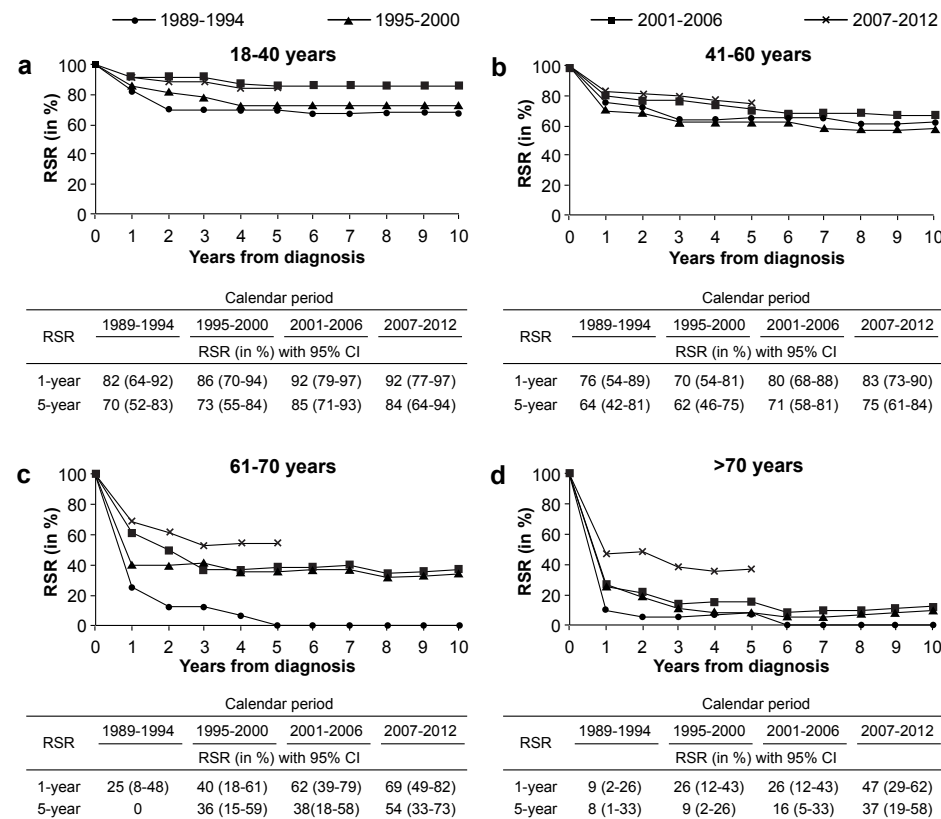 1989-1994 1995-2000 2001-2006 2007-2012
a 18-40 years
RSR (in %)
100
80
60
40
20
0
0 1 2 3 4 5 6 7 8 9 10
Years from diagnosis
Calendar period
RSR 1989-1994 1995-2000 2001-2006 2007-2012
RSR (in %) with 95% CI
1-year 82 (64-92) 86 (70-94) 92 (79-97) 92 (77-97)
5-year 70 (52-83) 73 (55-84) 85 (71-93) 84 (64-94)
b 41-60 years
RSR (in %)
100
80
60
40
20
0
0 1 2 3 4 5 6 7 8 9 10
Years from diagnosis
Calendar period
RSR 1989-1994 1995-2000 2001-2006 2007-2012
RSR (in %) with 95% CI
1-year 76 (54-89) 70 (54-81) 80 (68-88) 83 (73-90)
5-year 64 (42-81) 62 (46-75) 71 (58-81) 75 (61-84)
c 61-70 years
RSR (in %)
100
80
60
40
20
0
0 1 2 3 4 5 6 7 8 9 10
Years from diagnosis
Calendar period
RSR 1989-1994 1995-2000 2001-2006 2007-2012
RSR (in %) with 95% CI
1-year 25 (8-48) 40 (18-61) 62 (39-79) 69 (49-82)
5-year 0 36 (15-59) 38(18-58) 54 (33-73)
d >70 years
RSR (in %)
100
80
60
40
20
0
0 1 2 3 4 5 6 7 8 9 10
Years from diagnosis
Calendar period
RSR 1989-1994 1995-2000 2001-2006 2007-2012
RSR (in %) with 95% CI
1-year 9 (2-26) 26 (12-43) 26 (12-43) 47 (29-62)
5-year 8 (1-33) 9 (2-26) 16 (5-33) 37 (19-58)